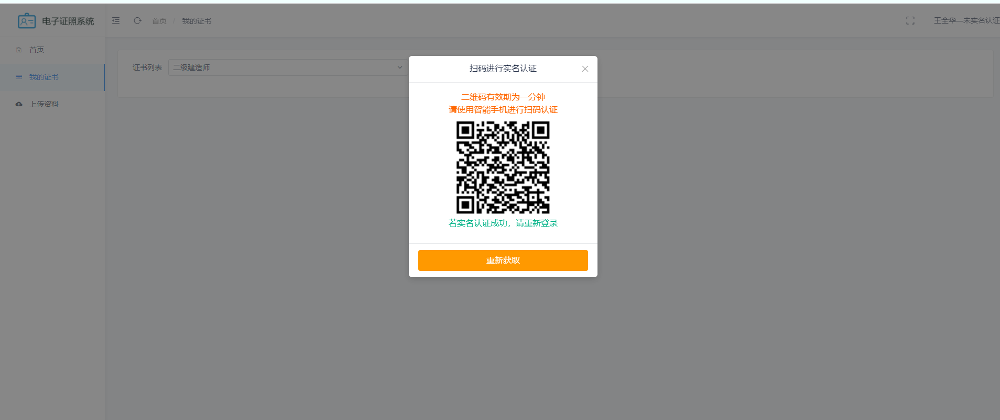 电子证照系统
首页 / 我的证书
王全华—未实名认证
首页
我的证书
上传资料
证书列表
二级建造师
扫码进行实名认证
二维码有效期为一分钟
请使用智能手机进行扫码认证
若实名认证成功，请重新登录
重新获取